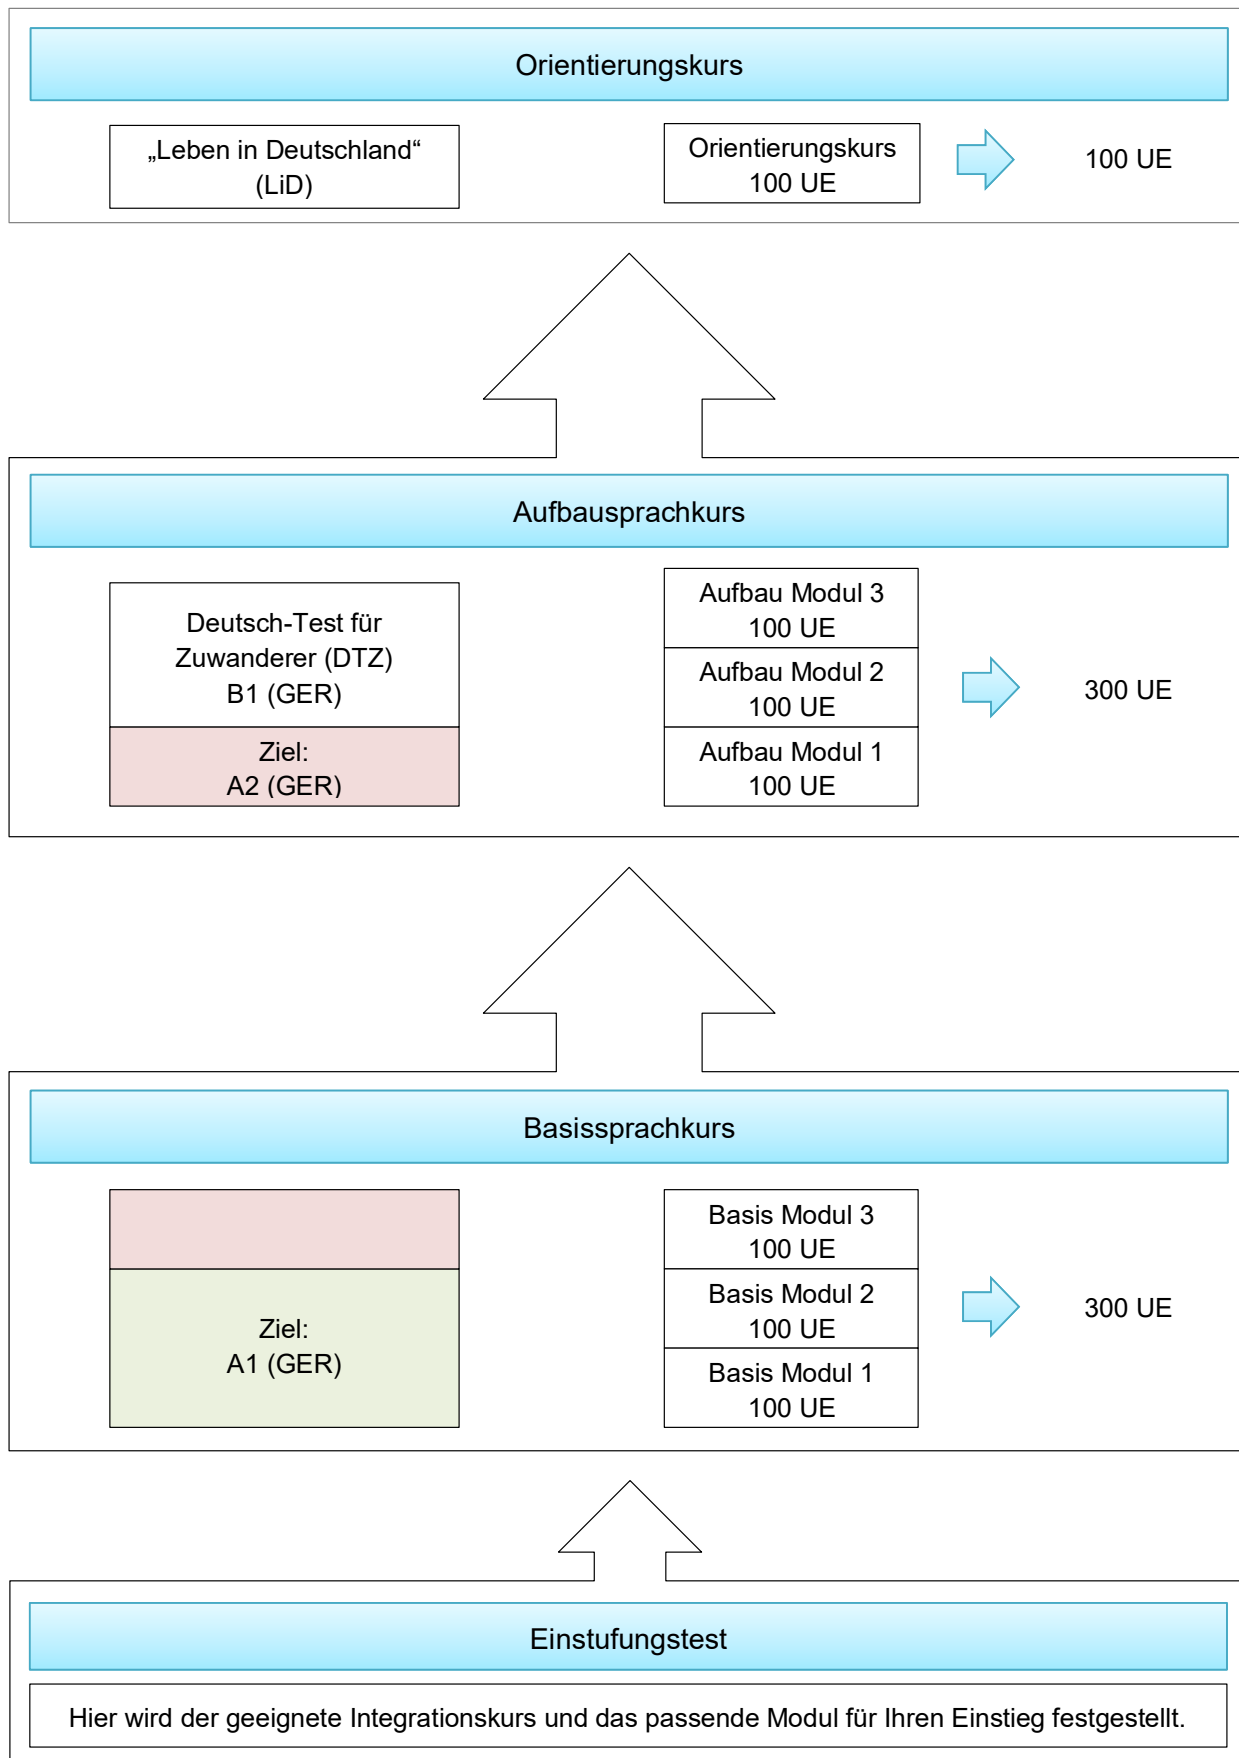 Orientierungskurs
„Leben in Deutschland“
(LiD)
Orientierungskurs
100 UE
100 UE
Aufbausprachkurs
Deutsch-Test für
Zuwanderer (DTZ)
B1 (GER)
Ziel:
A2 (GER)
Aufbau Modul 3
100 UE
Aufbau Modul 2
100 UE
Aufbau Modul 1
100 UE
300 UE
Basissprachkurs
Ziel:
A1 (GER)
Basis Modul 3
100 UE
Basis Modul 2
100 UE
Basis Modul 1
100 UE
300 UE
Einstufungstest
Hier wird der geeignete Integrationskurs und das passende Modul für Ihren Einstieg festgestellt.